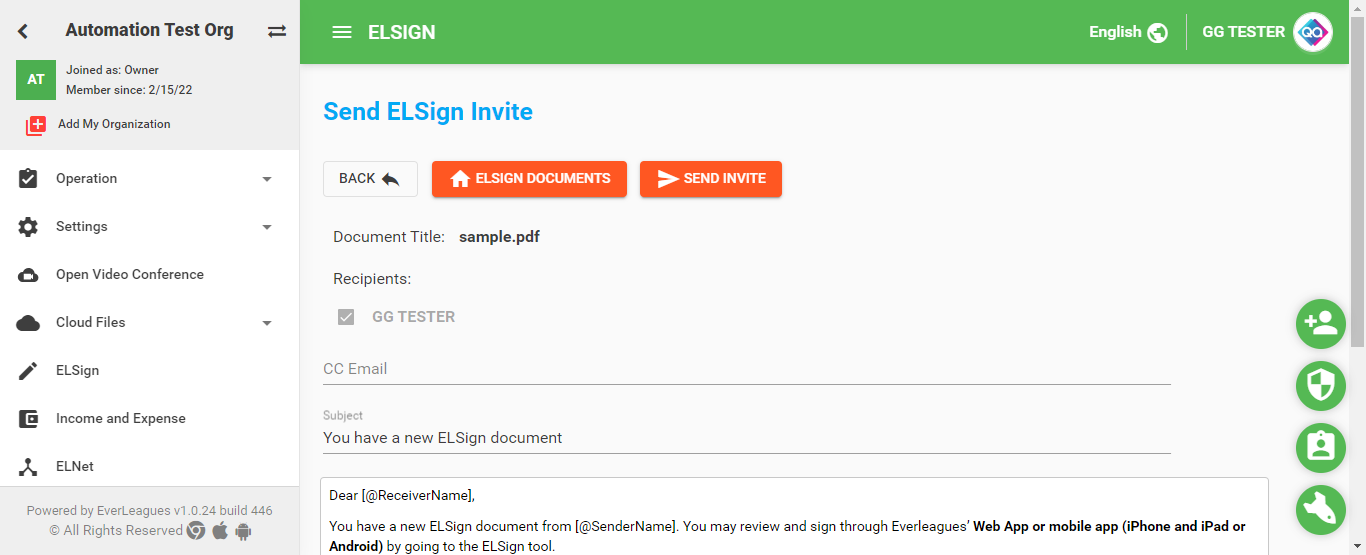 Automation Test Org
AT
Joined as: Owner
Member since: 2/15/22
Add My Organization
Operation
Settings
Open Video Conference
Cloud Files
ELSign
Income and Expense
ELNet
Powered by EverLeagues v1.0.24 build 446
© All Rights Reserved
ELSIGN
English
GG TESTER
QA
Send ELSign Invite
BACK
ELSIGN DOCUMENTS
SEND INVITE
Document Title: sample.pdf
Recipients:
GG TESTER
CC Email
Subject
You have a new ELSign document
Dear [@ReceiverName],
You have a new ELSign document from [@SenderName]. You may review and sign through Everleagues’ Web App or mobile app (iPhone and iPad or
Android) by going to the ELSign tool.